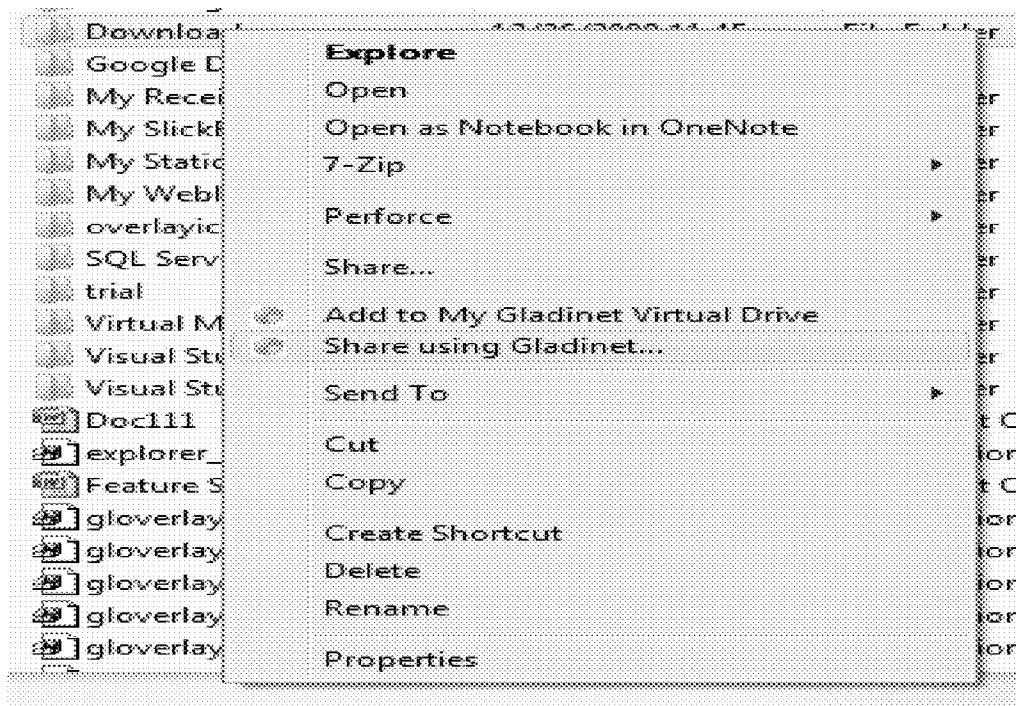 Downloa
Google D
My Recei
My Slick
My Static
My Webl
overlayic
SQL Serv
trial
Virtual M
Visual Stu
Visual Stu
Doc111
explorer_
Feature S
gloverlay
gloverlay
gloverlay
gloverlay
gloverlay
Explore
Open
Open as Notebook in OneNote
7-Zip
Perforce
Share...
Add to My Gladinet Virtual Drive
Share using Gladinet...
Send To
Cut
Copy
Create Shortcut
Delete
Rename
Properties